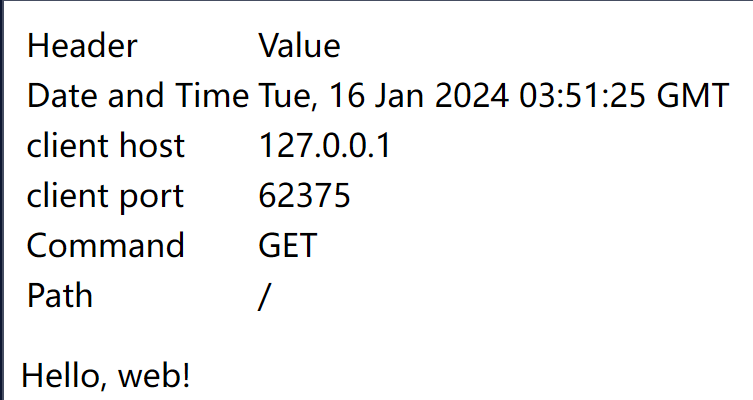 Header Value
Date and Time Tue, 16 Jan 2024 03:51:25 GMT
client host 127.0.0.1
client port 62375
Command GET
Path /
Hello, web!